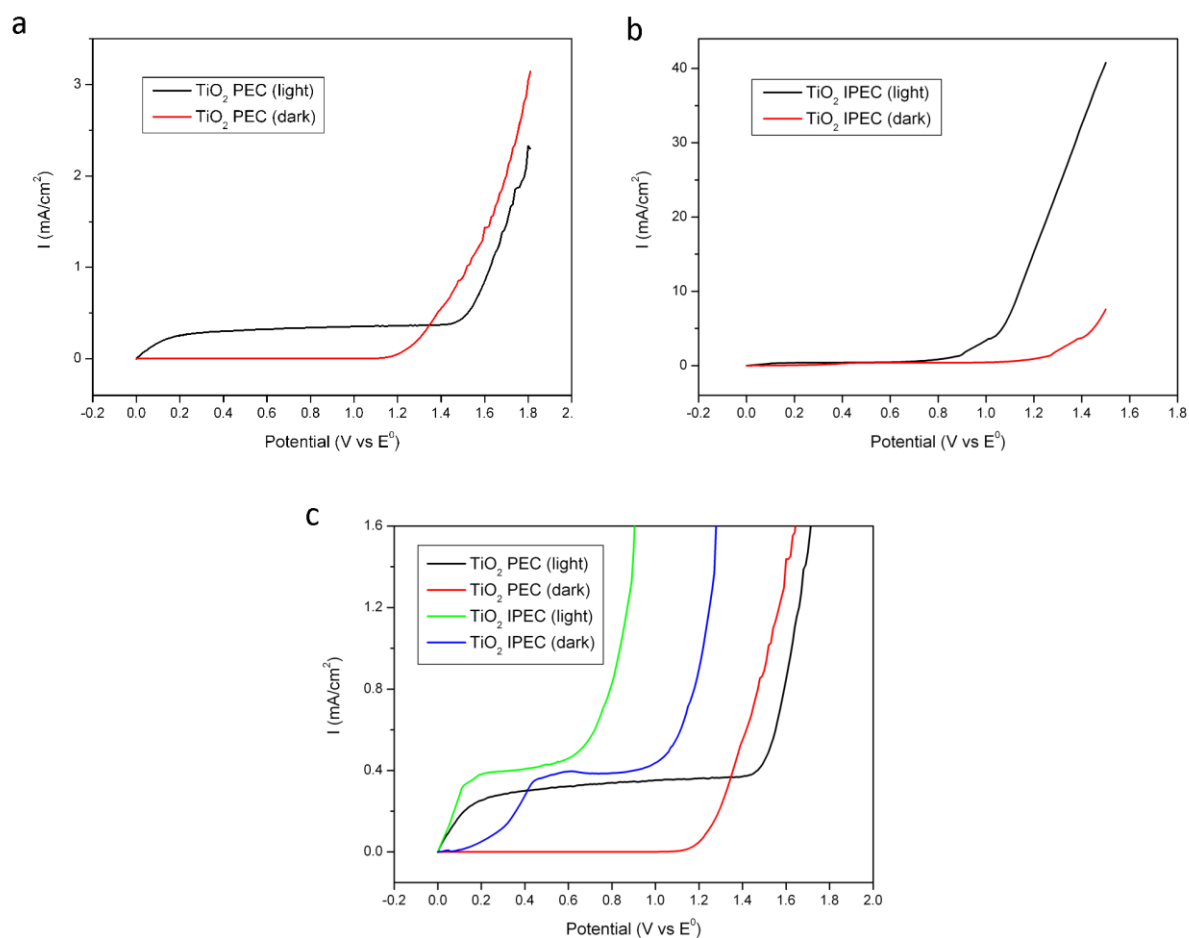 a
3
2
1
0
I (mA/cm²)
TiO₂ PEC (light)
TiO₂ PEC (dark)
-0.2 0.0 0.2 0.4 0.6 0.8 1.0 1.2 1.4 1.6 1.8 2.
Potential (V vs E⁰)
b
40
30
20
10
0
I (mA/cm²)
TiO₂ IPEC (light)
TiO₂ IPEC (dark)
-0.2 0.0 0.2 0.4 0.6 0.8 1.0 1.2 1.4 1.6 1.8
Potential (V vs E⁰)
c
1.6
1.2
0.8
0.4
0.0
I (mA/cm²)
TiO₂ PEC (light)
TiO₂ PEC (dark)
TiO₂ IPEC (light)
TiO₂ IPEC (dark)
-0.2 0.0 0.2 0.4 0.6 0.8 1.0 1.2 1.4 1.6 1.8 2.0
Potential (V vs E⁰)